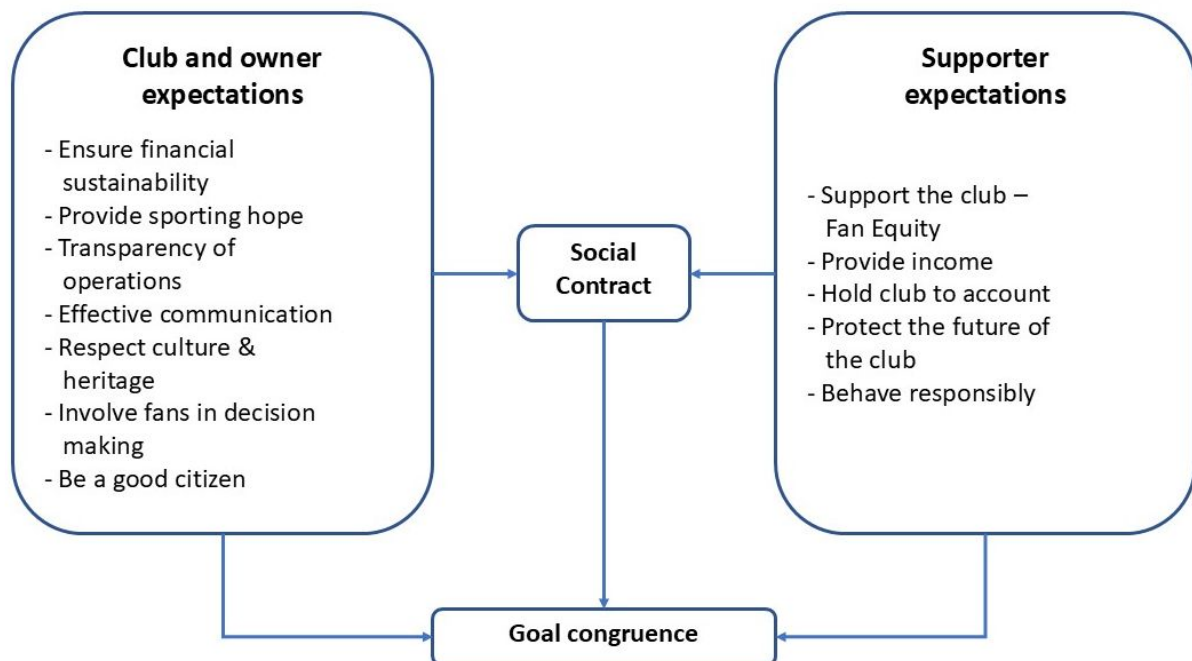 Club and owner
expectations
- Ensure financial
sustainability
- Provide sporting hope
- Transparency of
operations
- Effective communication
- Respect culture &
heritage
- Involve fans in decision
making
- Be a good citizen
Social
Contract
Supporter
expectations
- Support the club –
Fan Equity
- Provide income
- Hold club to account
- Protect the future of
the club
- Behave responsibly
Goal congruence